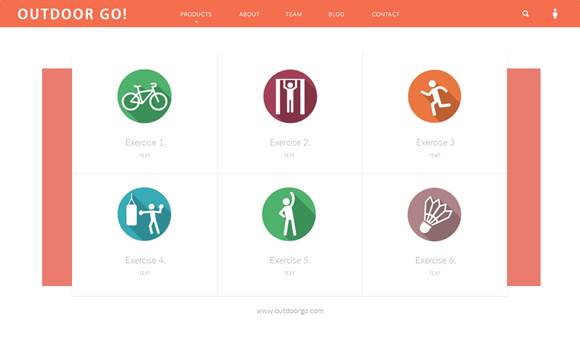 OUTDOOR GO!
PRODUCTS ABOUT TEAM BLOG CONTACT
Exercise 1. Exercise 2. Exercise 3
TEXT TEXT TEXT
Exercise 4. Exercise 5. Exercise 6.
TEXT TEXT TEXT
www.outdoorgo.com